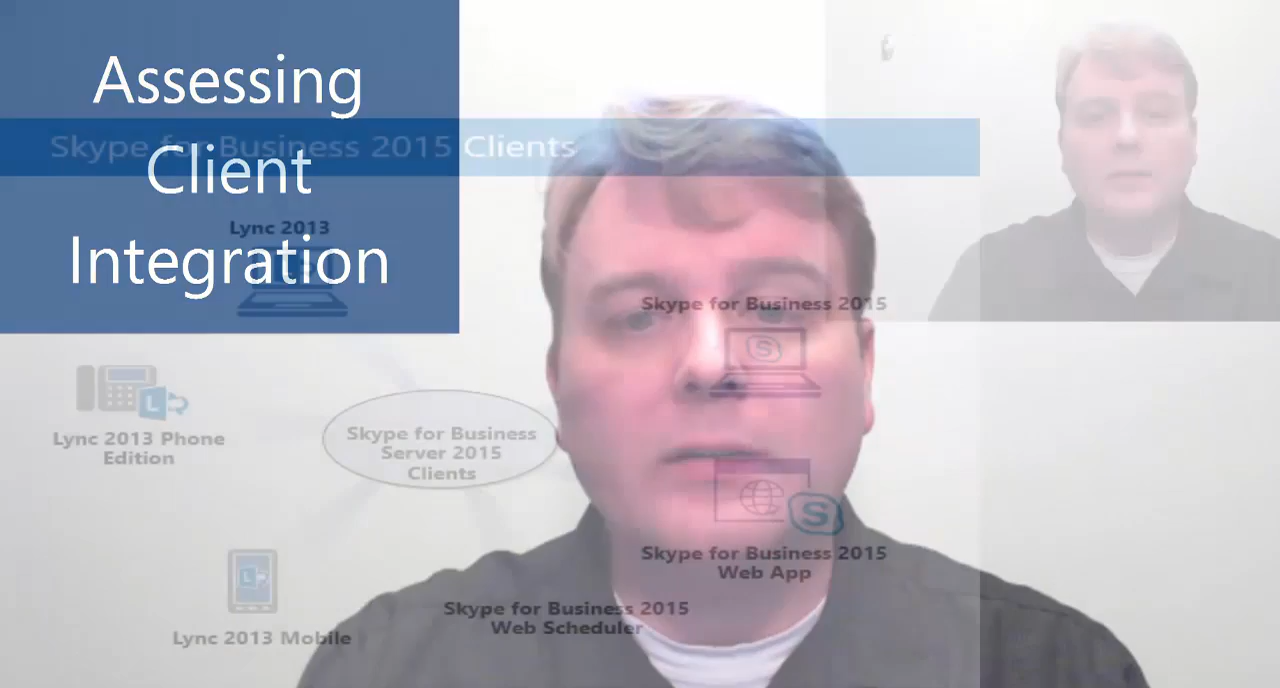 Assessing
Client
Integration
Skype for Business 2015 Clients
Lync 2013
Skype for Business 2015
Lync 2013 Phone
Edition
Skype for Business
Server 2015
Clients
Skype for Business 2015
Web App
Lync 2013 Mobile
Skype for Business 2015
Web Scheduler